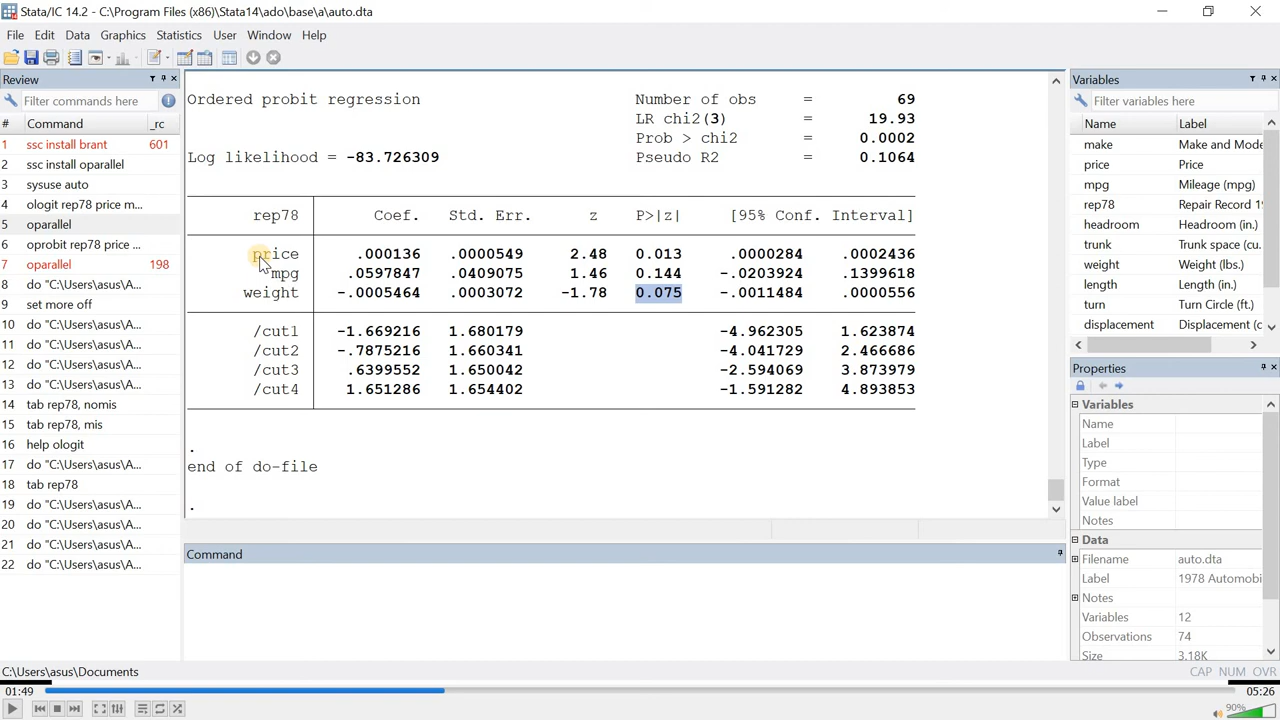 Stata/IC 14.2 - C:\Program Files (x86)\Stata14\ado\base\a\auto.dta
File Edit Data Graphics Statistics User Window Help
Review
Filter commands here
# Command _rc
1 ssc install brant 601
2 ssc install oparallel
3 sysuse auto
4 ologit rep78 price m...
5 oparallel
6 oprobit rep78 price ...
7 oparallel 198
8 do "C:\Users\asus\A...
9 set more off
10 do "C:\Users\asus\A...
11 do "C:\Users\asus\A...
12 do "C:\Users\asus\A...
13 do "C:\Users\asus\A...
14 tab rep78, nomis
15 tab rep78, mis
16 help ologit
17 do "C:\Users\asus\A...
18 tab rep78
19 do "C:\Users\asus\A...
20 do "C:\Users\asus\A...
21 do "C:\Users\asus\A...
22 do "C:\Users\asus\A...
Ordered probit regression Number of obs = 69
LR chi2(3) = 19.93
Prob > chi2 = 0.0002
Log likelihood = -83.726309 Pseudo R2 = 0.1064
rep78 Coef. Std. Err. z P>|z| [95% Conf. Interval]
price .000136 .0000549 2.48 0.013 .0000284 .0002436
mpg .0597847 .0409075 1.46 0.144 -.0203924 .1399618
weight -.0005464 .0003072 -1.78 0.075 -.0011484 .0000556
/cut1 -1.669216 1.680179 -4.962305 1.623874
/cut2 -.7875216 1.660341 -4.041729 2.466686
/cut3 .6399552 1.650042 -2.594069 3.873979
/cut4 1.651286 1.654402 -1.591282 4.893853
.
end of do-file
.
Command
Variables
Filter variables here
Name Label
make Make and Mode
price Price
mpg Mileage (mpg)
rep78 Repair Record 1
headroom Headroom (in.)
trunk Trunk space (cu.
weight Weight (lbs.)
length Length (in.)
turn Turn Circle (ft.)
displacement Displacement (c
Properties
Variables
Name
Label
Type
Format
Value label
Notes
Data
Filename auto.dta
Label 1978 Automobi
Notes
Variables 12
Observations 74
Size 3.18K
C:\Users\asus\Documents
CAP NUM OVR
01:49 05:26
90%